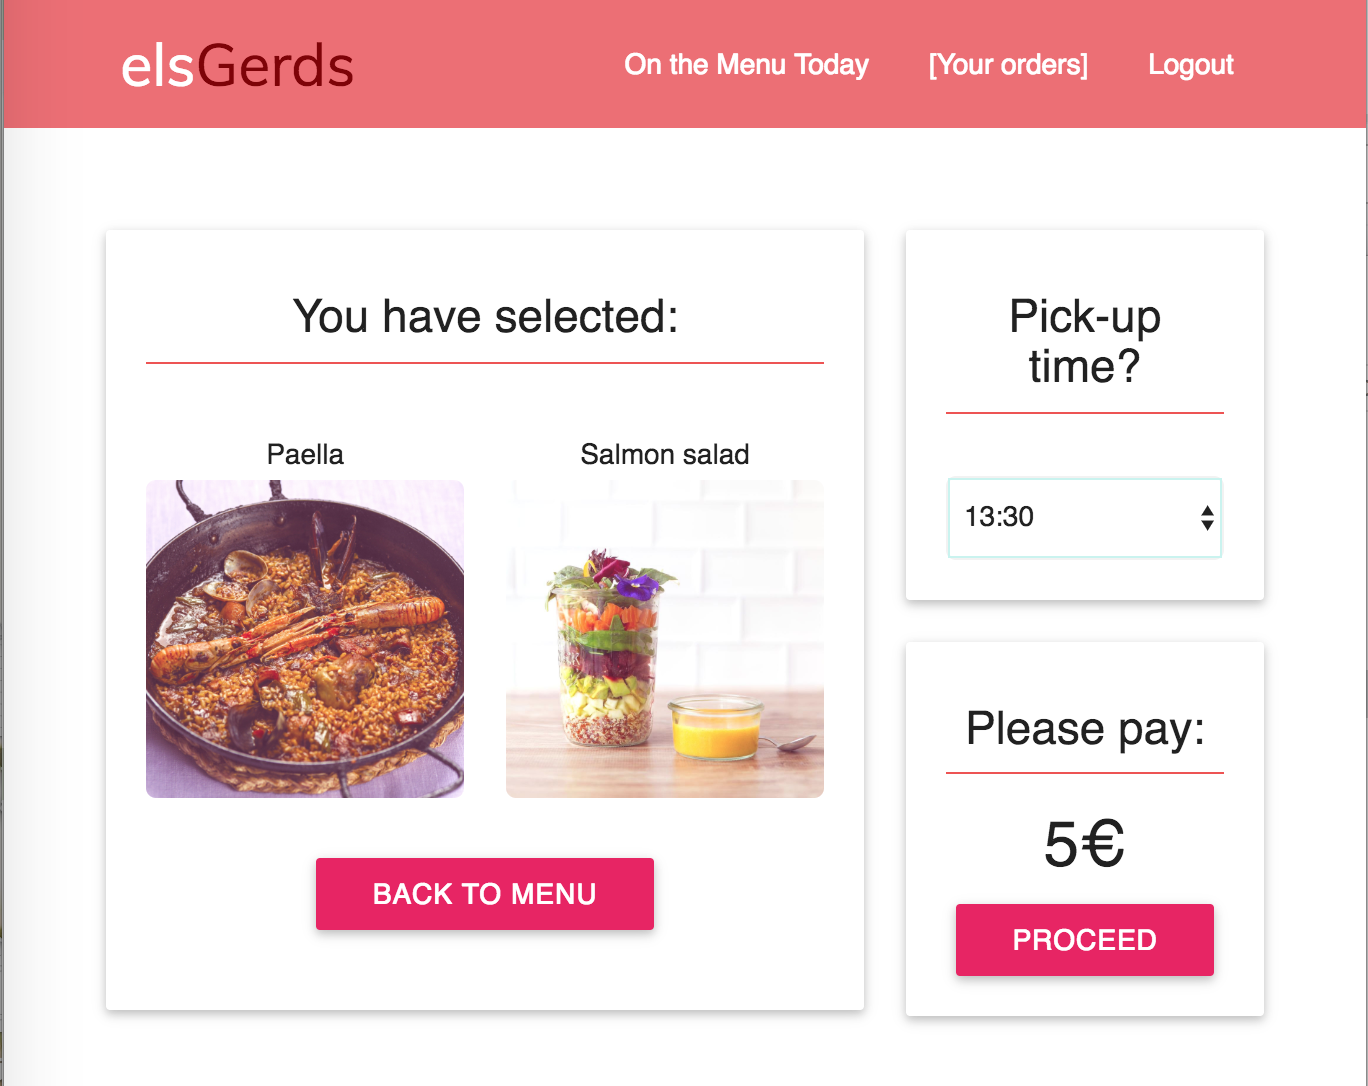 elsGerds
On the Menu Today
[Your orders]
Logout
You have selected:
Paella
Salmon salad
BACK TO MENU
Pick-up
time?
13:30
Please pay:
5€
PROCEED